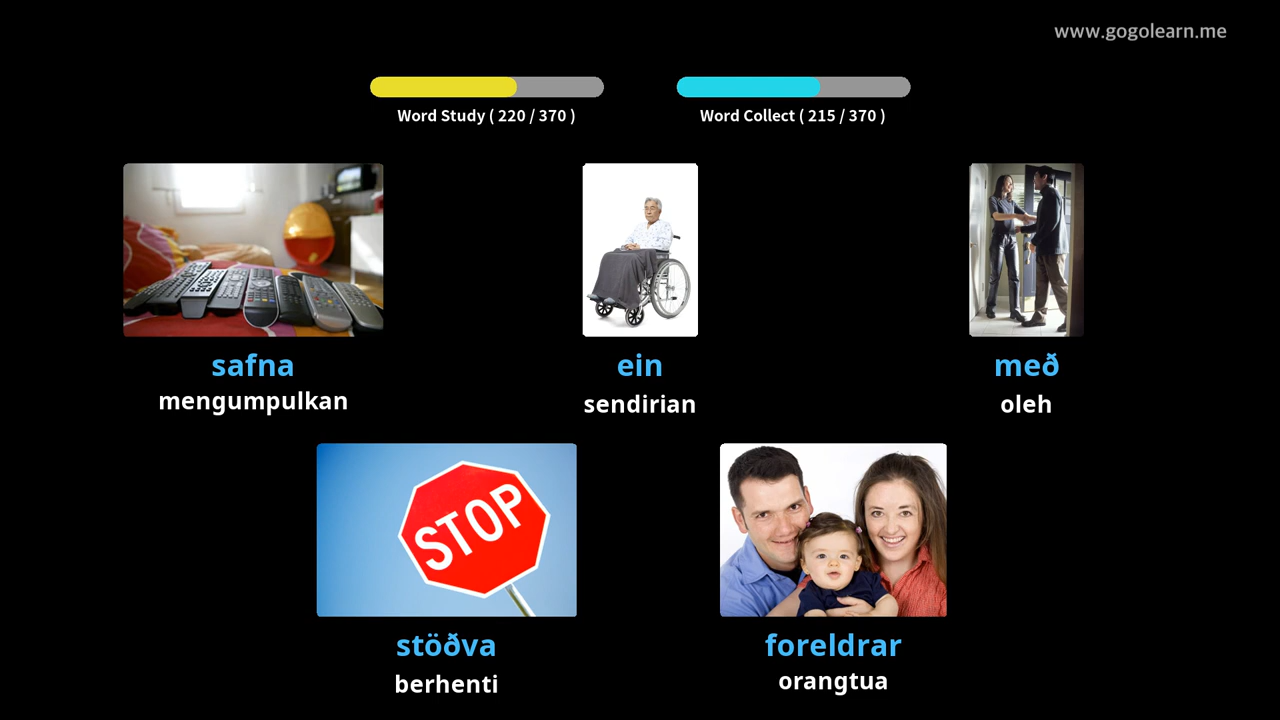 www.gogolearn.me
Word Study ( 220 / 370 )
Word Collect ( 215 / 370 )
safna
mengumpulkan
ein
sendirian
með
oleh
STOP
stöðva
berhenti
foreldrar
orangtua